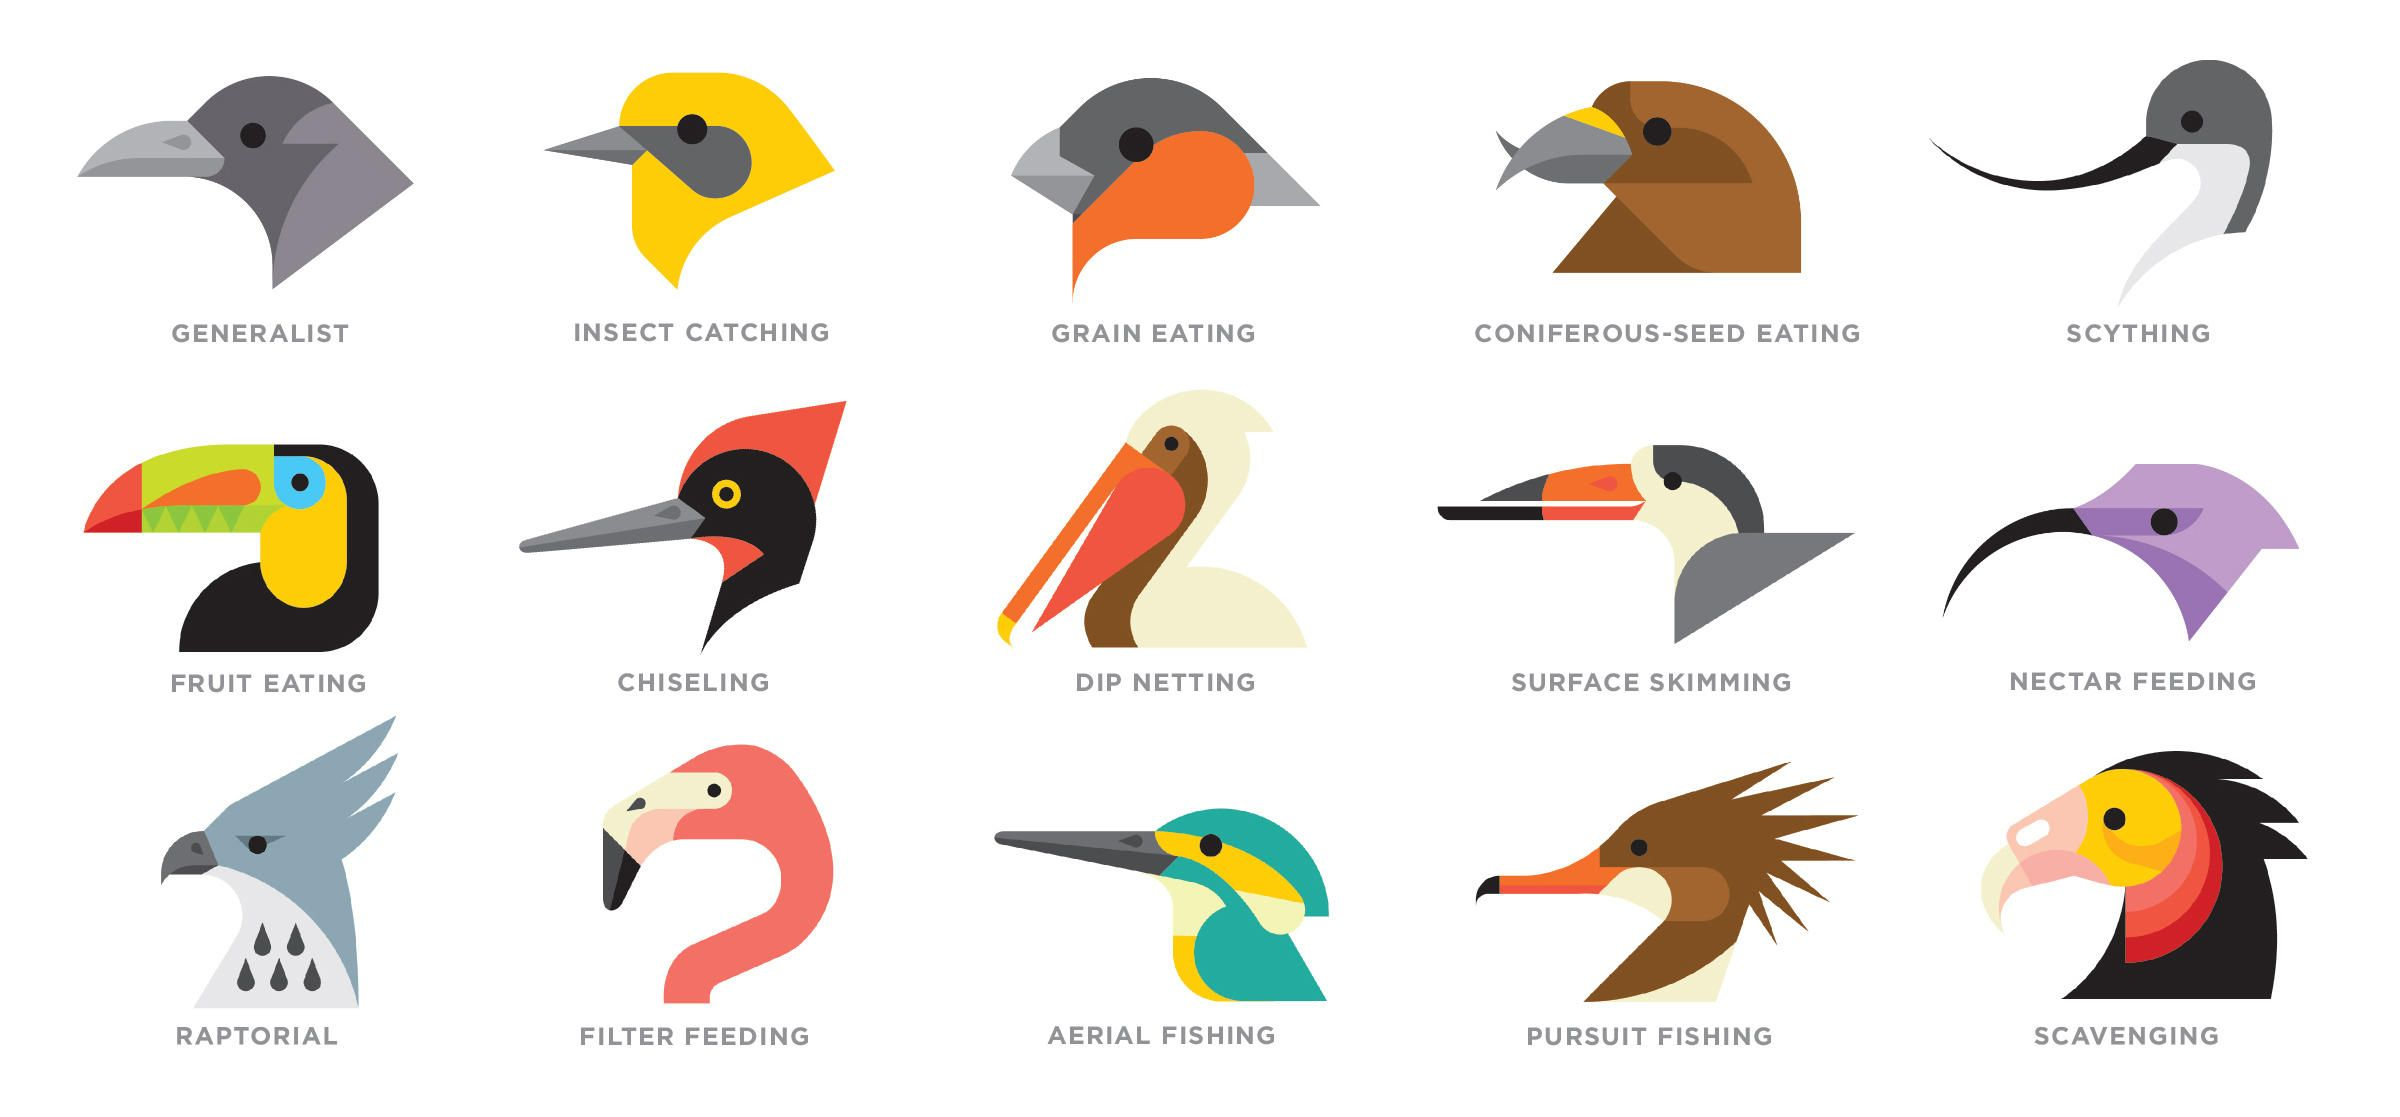 GENERALIST
INSECT CATCHING
GRAIN EATING
CONIFEROUS-SEED EATING
SCYTHING
FRUIT EATING
CHISELING
DIP NETTING
SURFACE SKIMMING
NECTAR FEEDING
RAPTORIAL
FILTER FEEDING
AERIAL FISHING
PURSUIT FISHING
SCAVENGING